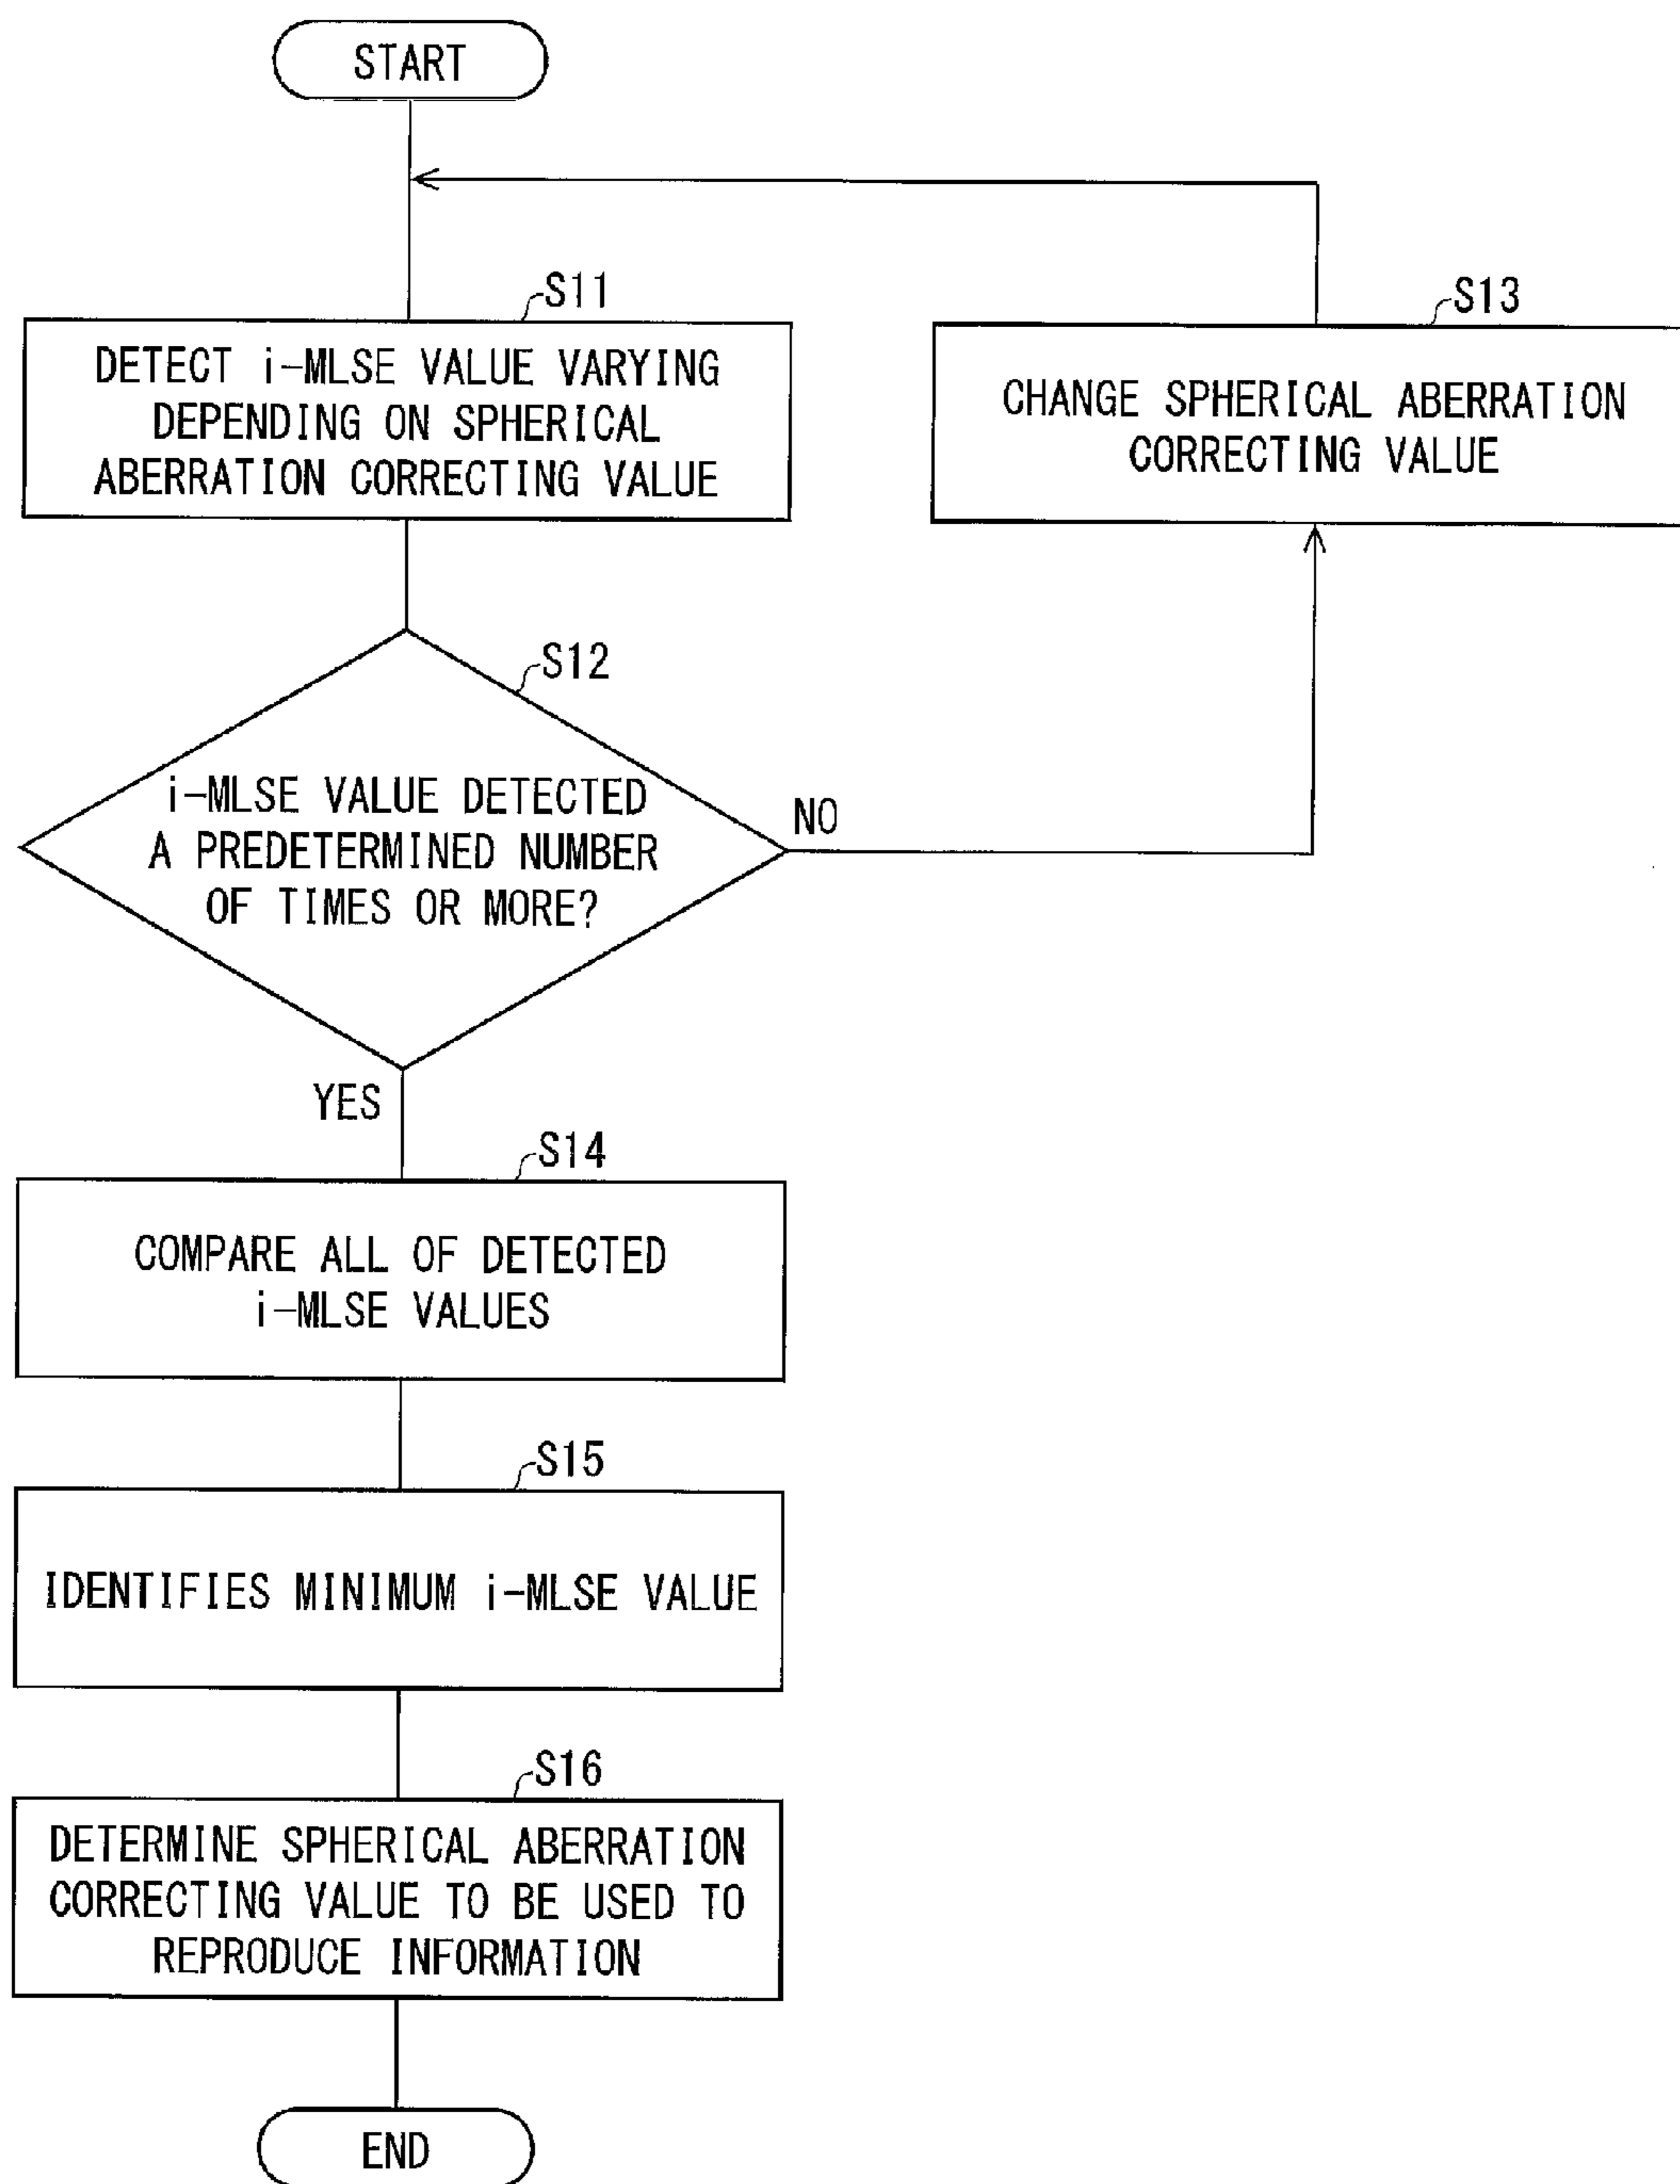 START
S11
DETECT i-MLSE VALUE VARYING
DEPENDING ON SPHERICAL
ABERRATION CORRECTING VALUE
S13
CHANGE SPHERICAL ABERRATION
CORRECTING VALUE
S12
i-MLSE VALUE DETECTED
A PREDETERMINED NUMBER
OF TIMES OR MORE?
NO
YES
S14
COMPARE ALL OF DETECTED
i-MLSE VALUES
S15
IDENTIFIES MINIMUM i-MLSE VALUE
S16
DETERMINE SPHERICAL ABERRATION
CORRECTING VALUE TO BE USED TO
REPRODUCE INFORMATION
END